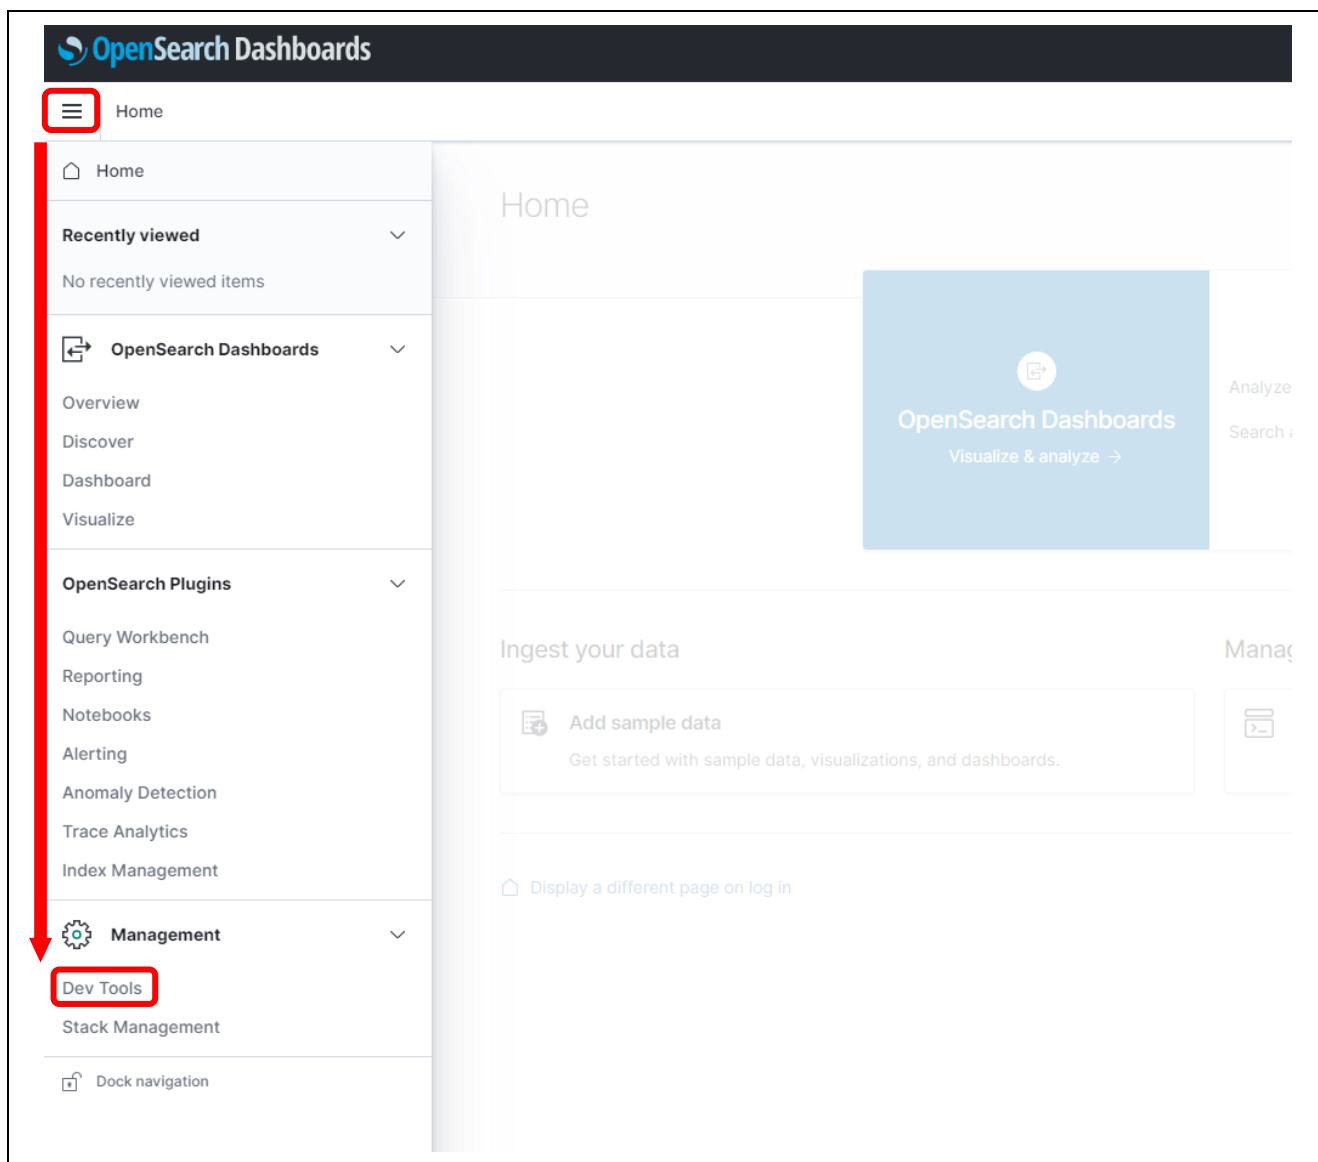 OpenSearch Dashboards
Home
Home
Recently viewed
No recently viewed items
OpenSearch Dashboards
Overview
Discover
Dashboard
Visualize
OpenSearch Plugins
Query Workbench
Reporting
Notebooks
Alerting
Anomaly Detection
Trace Analytics
Index Management
Management
Dev Tools
Stack Management
Dock navigation
Home
OpenSearch Dashboards
Visualize & analyze →
Analyze
Search
Ingest your data
Add sample data
Get started with sample data, visualizations, and dashboards.
Display a different page on log in